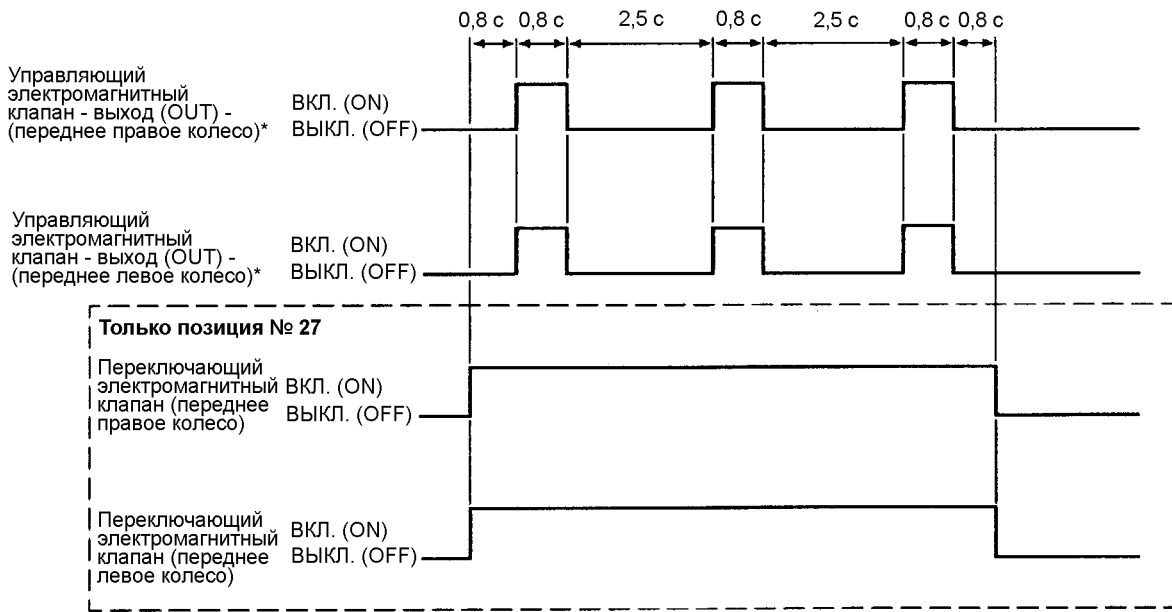 0,8 с 0,8 с 2,5 с 0,8 с 2,5 с 0,8 с 0,8 с
Управляющий
электромагнитный
клапан - выход (OUT) -
(переднее правое колесо)*
ВКЛ. (ON)
ВЫКЛ. (OFF)
Управляющий
электромагнитный
клапан - выход (OUT) -
(переднее левое колесо)*
ВКЛ. (ON)
ВЫКЛ. (OFF)
Только позиция № 27
Переключающий
электромагнитный
клапан (переднее
правое колесо)
ВКЛ. (ON)
ВЫКЛ. (OFF)
Переключающий
электромагнитный
клапан (переднее
левое колесо)
ВКЛ. (ON)
ВЫКЛ. (OFF)